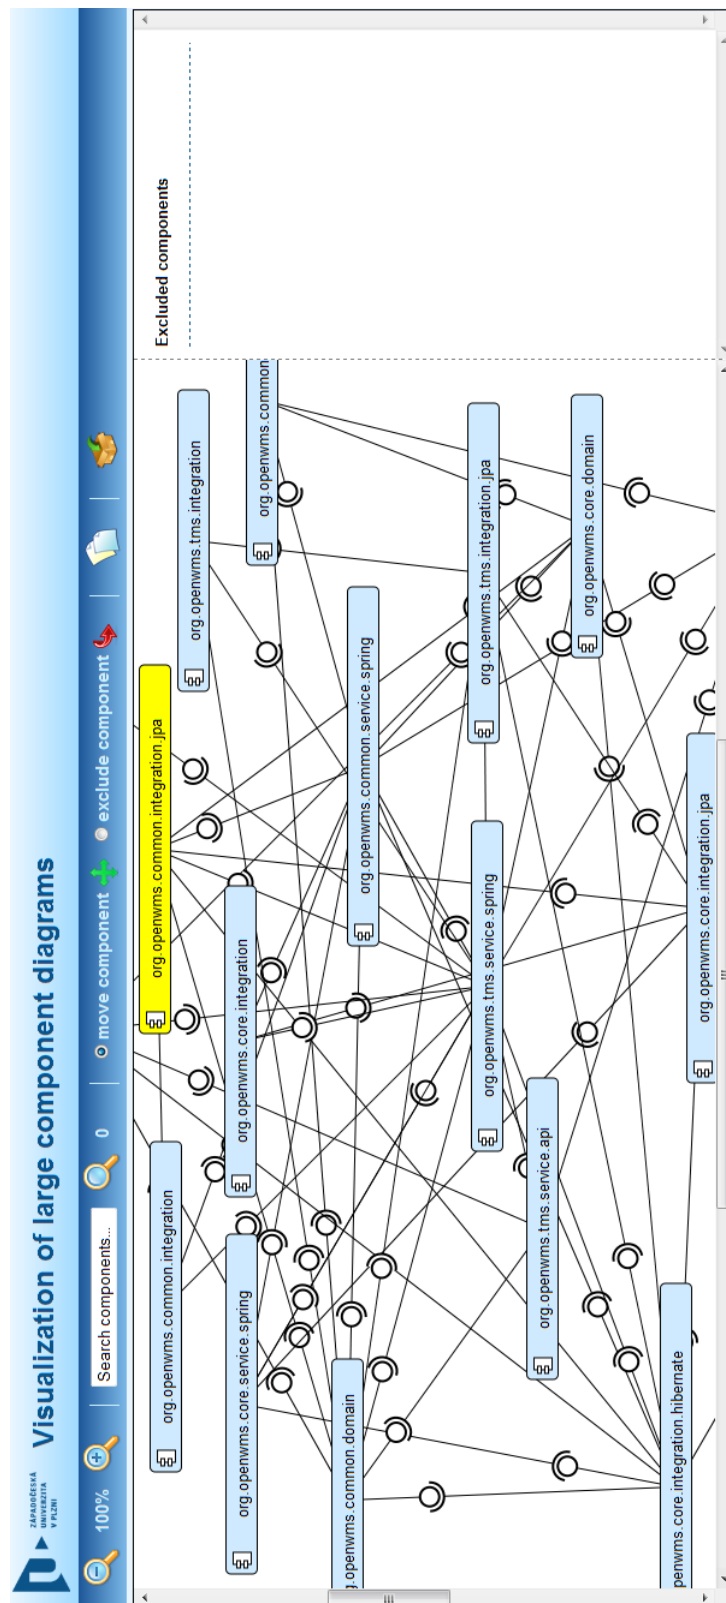 ZÁPADOČESKÁ
UNIVERZITA
V PLZNI
Visualization of large component diagrams
100%
Search components...
0
move component
exclude component
Excluded components
org.openwms.common.integration
org.openwms.common.integration.jpa
org.openwms.tms.integration
org.openwms.core.service.spring
org.openwms.core.integration
org.openwms.common
g.openwms.common.domain
org.openwms.common.service.spring
org.openwms.tms.service.spring
org.openwms.tms.integration.jpa
org.openwms.tms.service.api
org.openwms.core.domain
penwms.core.integration.hibernate
org.openwms.core.integration.jpa